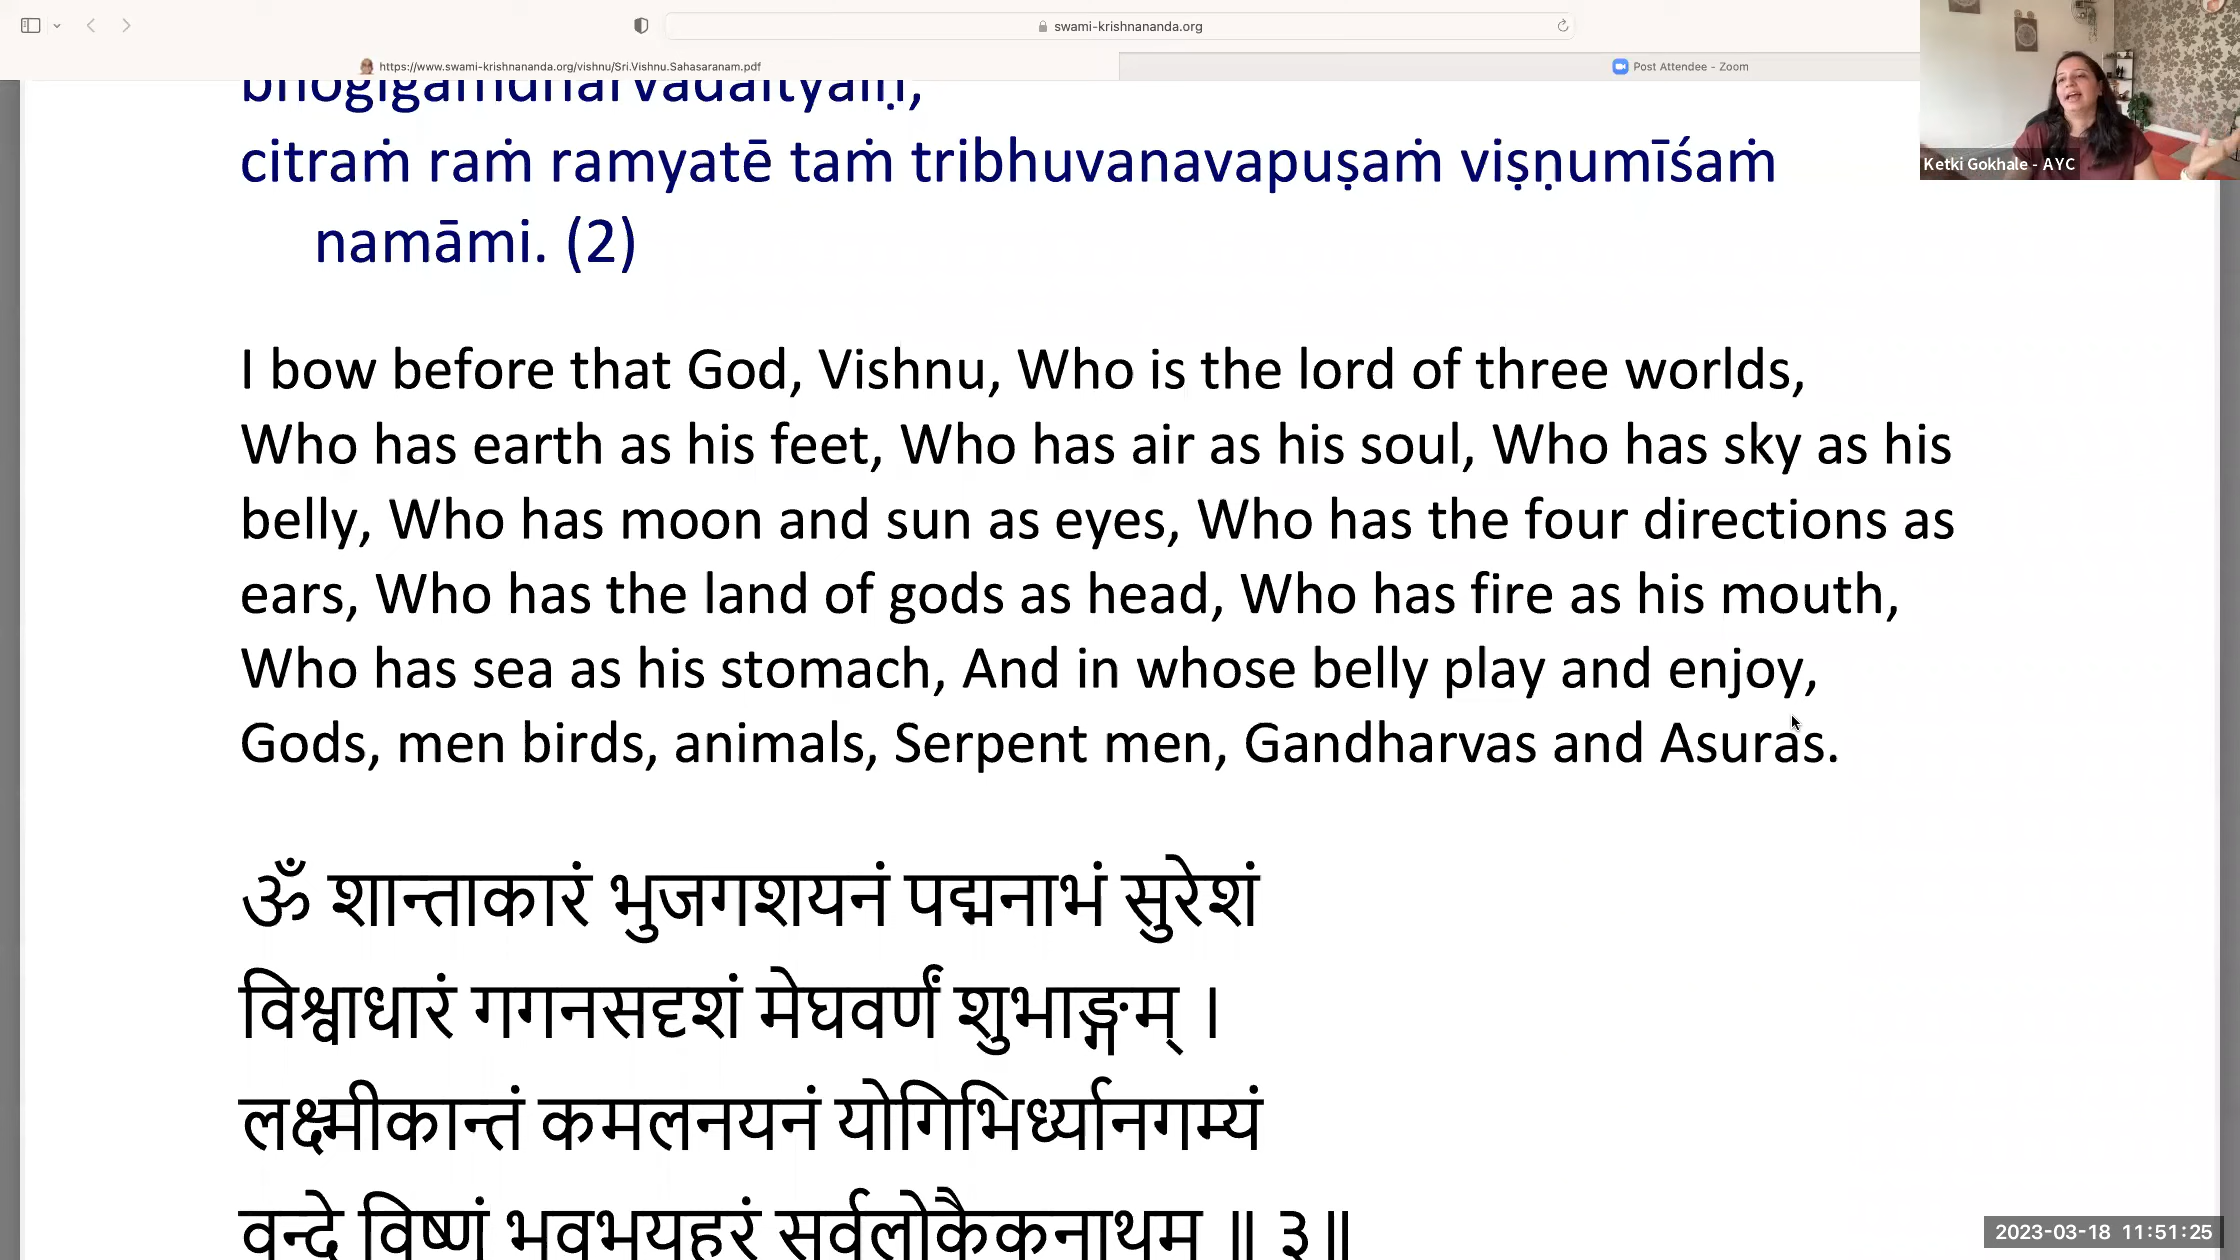 swami-krishnananda.org
https://www.swami-krishnananda.org/vishnu/Sri.Vishnu.Sahasaranam.pdf
Post Attendee - Zoom
Ketki Gokhale - AYC
citraṁ raṁ ramyatē taṁ tribhuvanavapuṣaṁ viṣṇumīśaṁ
namāmi. (2)
I bow before that God, Vishnu, Who is the lord of three worlds,
Who has earth as his feet, Who has air as his soul, Who has sky as his
belly, Who has moon and sun as eyes, Who has the four directions as
ears, Who has the land of gods as head, Who has fire as his mouth,
Who has sea as his stomach, And in whose belly play and enjoy,
Gods, men birds, animals, Serpent men, Gandharvas and Asuras.
ॐ शान्ताकारं भुजगशयनं पद्मनाभं सुरेशं
विश्वाधारं गगनसदृशं मेघवर्णं शुभाङ्गम् ।
लक्ष्मीकान्तं कमलनयनं योगिभिर्ध्यानगम्यं
वन्दे विष्णुं भवभयहरं सर्वलोकैकनाथम् ॥ ३॥
2023-03-18 11:51:25